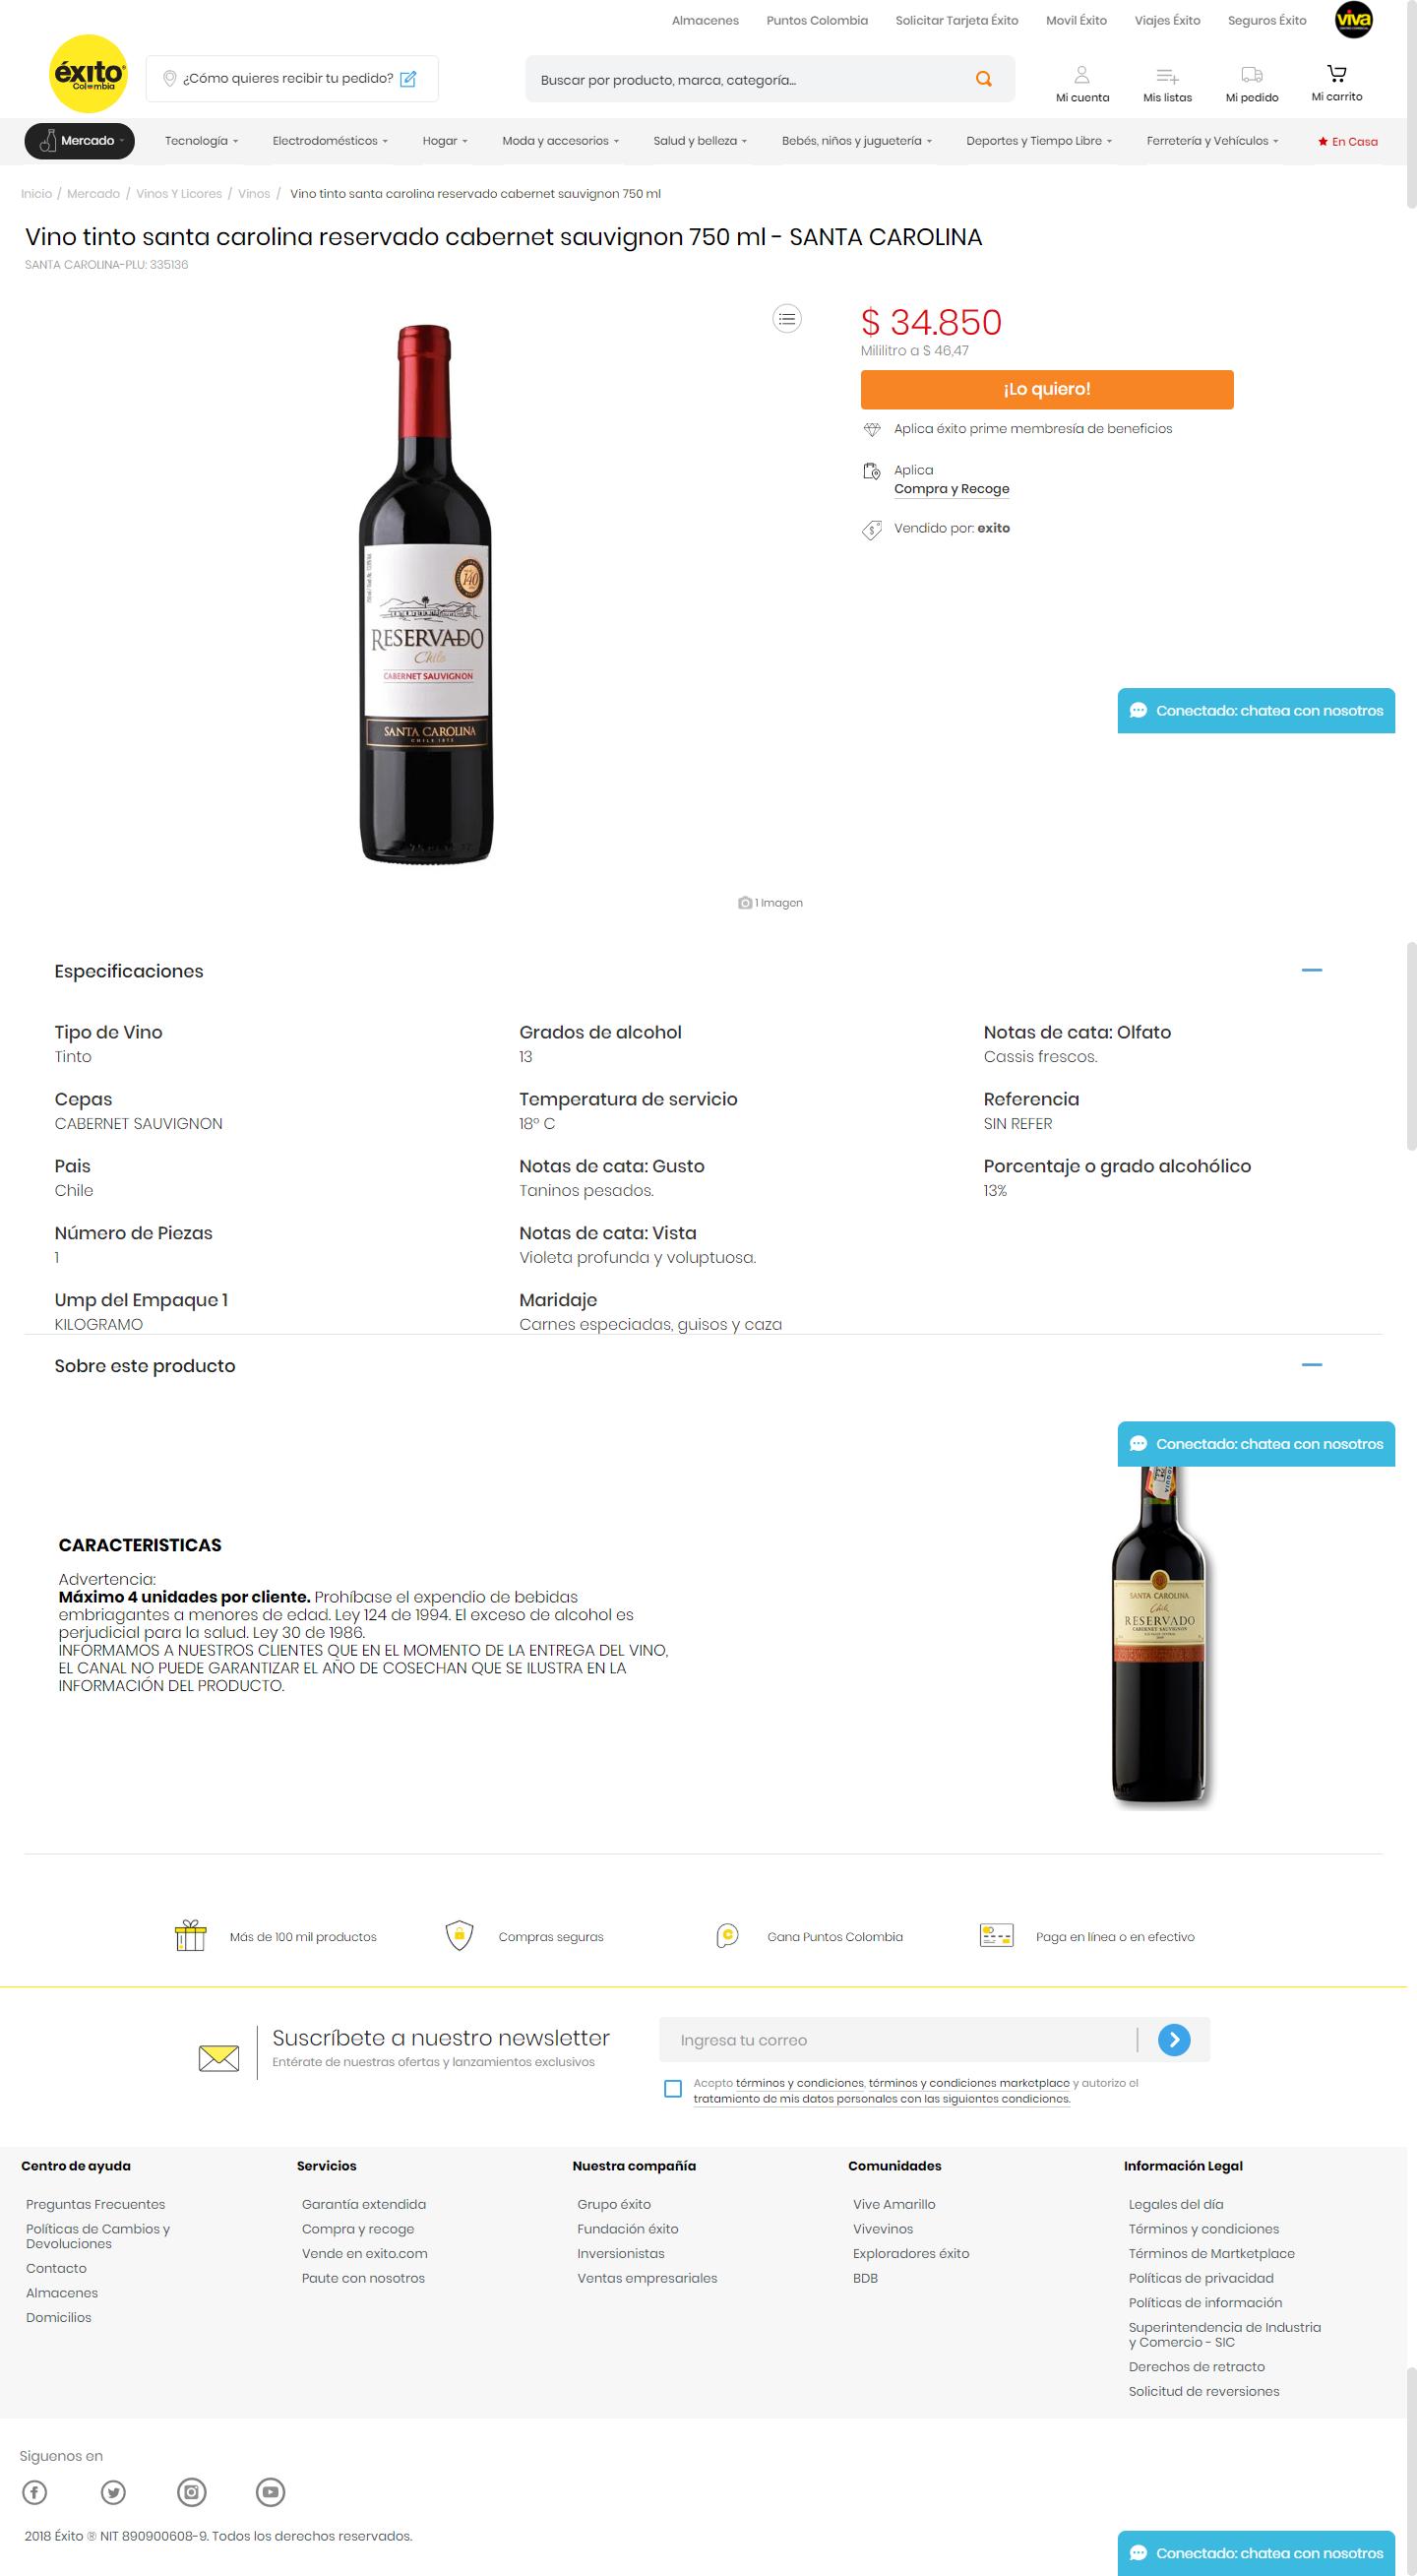 Almacenes Puntos Colombia Solicitar Tarjeta Éxito Movil Éxito Viajes Éxito Seguros Éxito viva
éxito
Colombia
¿Cómo quieres recibir tu pedido?
Buscar por producto, marca, categoría...
Mi cuenta Mis listas Mi pedido Mi carrito
Mercado Tecnología Electrodomésticos Hogar Moda y accesorios Salud y belleza Bebés, niños y juguetería Deportes y Tiempo Libre Ferretería y Vehículos En Casa
Inicio / Mercado / Vinos Y Licores / Vinos / Vino tinto santa carolina reservado cabernet sauvignon 750 ml
Vino tinto santa carolina reservado cabernet sauvignon 750 ml - SANTA CAROLINA
SANTA CAROLINA-PLU: 335136
140
RESERVADO
Chile
CABERNET SAUVIGNON
SANTA CAROLINA
CHILE 1875
$ 34.850
Mililitro a $ 46,47
¡Lo quiero!
Aplica éxito prime membresía de beneficios
Aplica
Compra y Recoge
Vendido por: exito
Conectado: chatea con nosotros
1 Imagen
Especificaciones
Tipo de Vino
Tinto
Cepas
CABERNET SAUVIGNON
Pais
Chile
Número de Piezas
1
Ump del Empaque 1
KILOGRAMO
Grados de alcohol
13
Temperatura de servicio
18° C
Notas de cata: Gusto
Taninos pesados.
Notas de cata: Vista
Violeta profunda y voluptuosa.
Maridaje
Carnes especiadas, guisos y caza
Notas de cata: Olfato
Cassis frescos.
Referencia
SIN REFER
Porcentaje o grado alcohólico
13%
Sobre este producto
Conectado: chatea con nosotros
CARACTERISTICAS
Advertencia:
Máximo 4 unidades por cliente. Prohíbase el expendio de bebidas
embriagantes a menores de edad. Ley 124 de 1994. El exceso de alcohol es
perjudicial para la salud. Ley 30 de 1986.
INFORMAMOS A NUESTROS CLIENTES QUE EN EL MOMENTO DE LA ENTREGA DEL VINO,
EL CANAL NO PUEDE GARANTIZAR EL AÑO DE COSECHAN QUE SE ILUSTRA EN LA
INFORMACIÓN DEL PRODUCTO.
SANTA CAROLINA
Chile
RESERVADO
CABERNET SAUVIGNON
Más de 100 mil productos
Compras seguras
Gana Puntos Colombia
Paga en línea o en efectivo
Suscríbete a nuestro newsletter
Entérate de nuestras ofertas y lanzamientos exclusivos
Ingresa tu correo
Acepto términos y condiciones, términos y condiciones marketplace y autorizo el
tratamiento de mis datos personales con las siguientes condiciones.
Centro de ayuda
Preguntas Frecuentes
Políticas de Cambios y
Devoluciones
Contacto
Almacenes
Domicilios
Servicios
Garantía extendida
Compra y recoge
Vende en exito.com
Paute con nosotros
Nuestra compañía
Grupo éxito
Fundación éxito
Inversionistas
Ventas empresariales
Comunidades
Vive Amarillo
Vivevinos
Exploradores éxito
BDB
Información Legal
Legales del día
Términos y condiciones
Términos de Martketplace
Políticas de privacidad
Políticas de información
Superintendencia de Industria
y Comercio - SIC
Derechos de retracto
Solicitud de reversiones
Siguenos en
2018 Éxito ® NIT 890900608-9. Todos los derechos reservados.
Conectado: chatea con nosotros